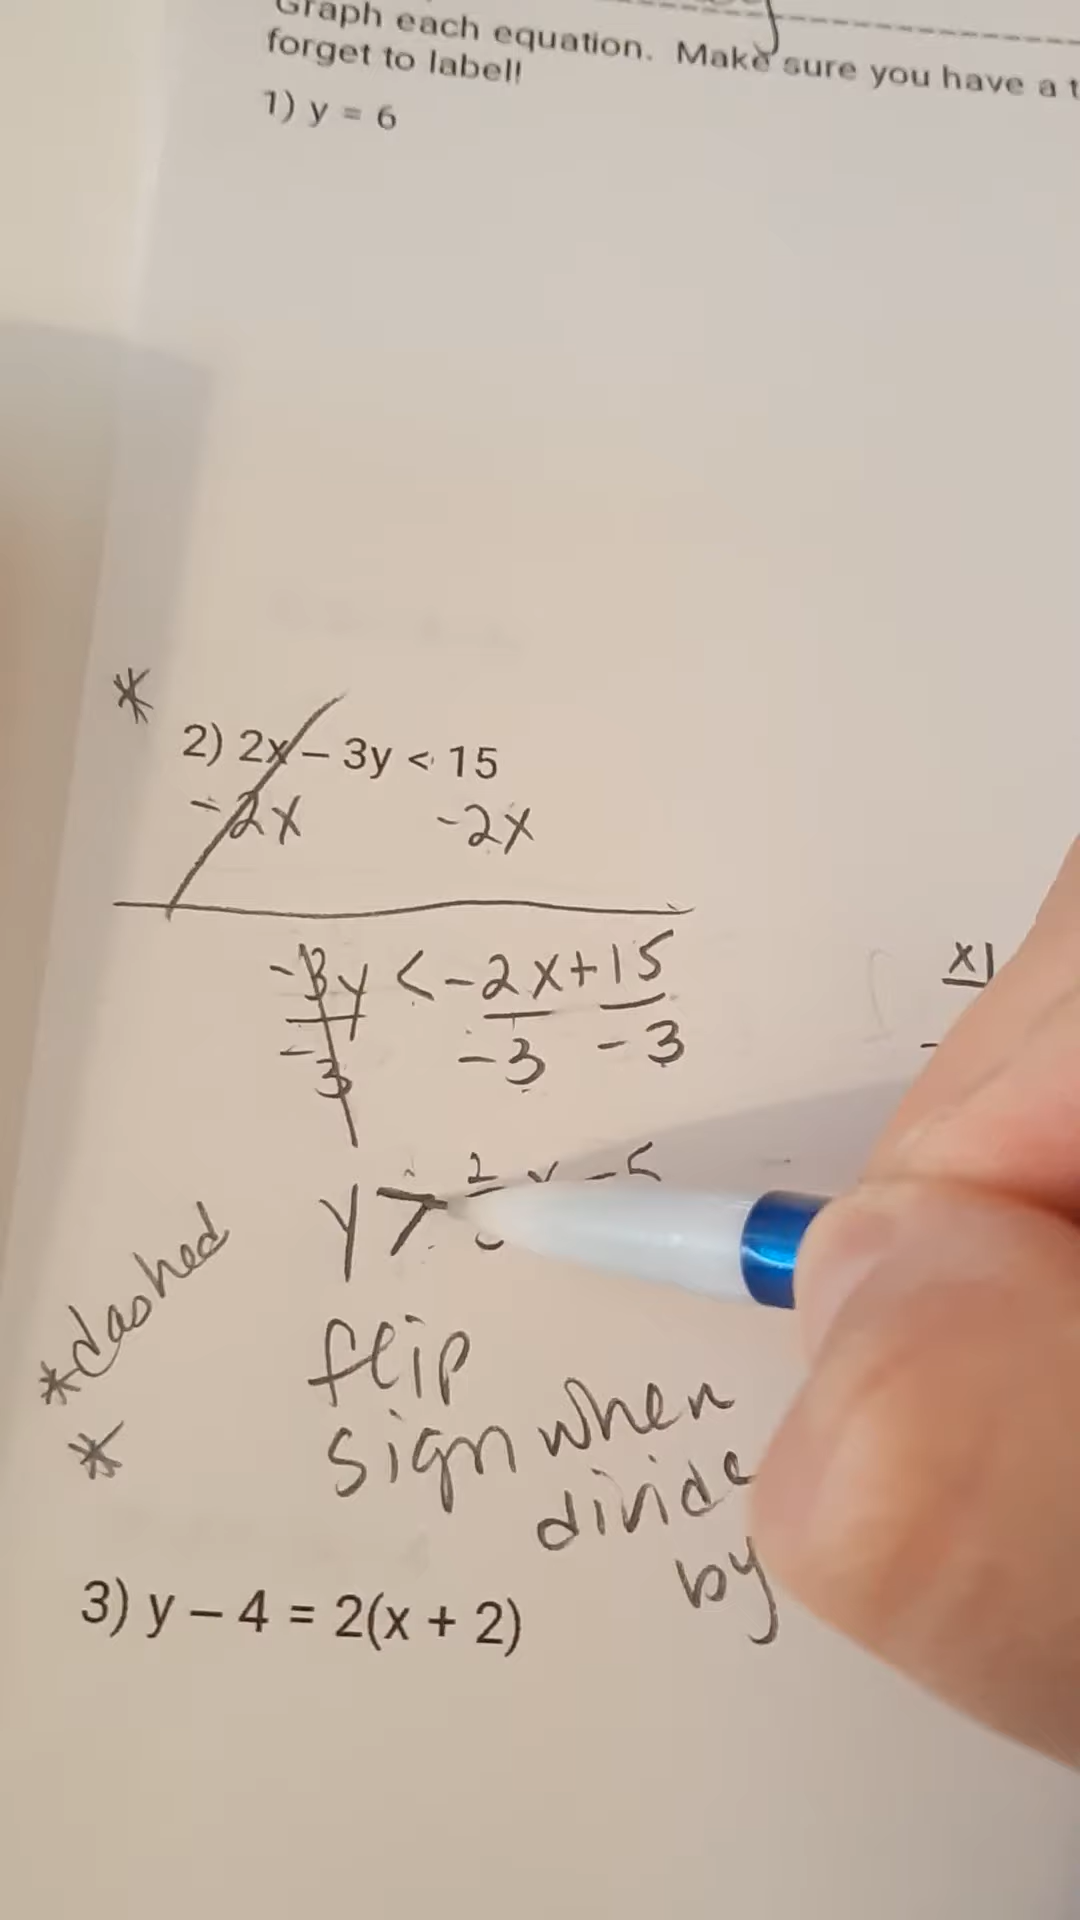 Graph each equation. Make sure you have a t
forget to label!
1) y = 6
*
2) 2x – 3y < 15
-2x -2x
-3y < -2x + 15
-3 -3 -3
y > 2 x - 5
*dashed
*
flip
sign when
divide
by
3) y – 4 = 2(x + 2)
x